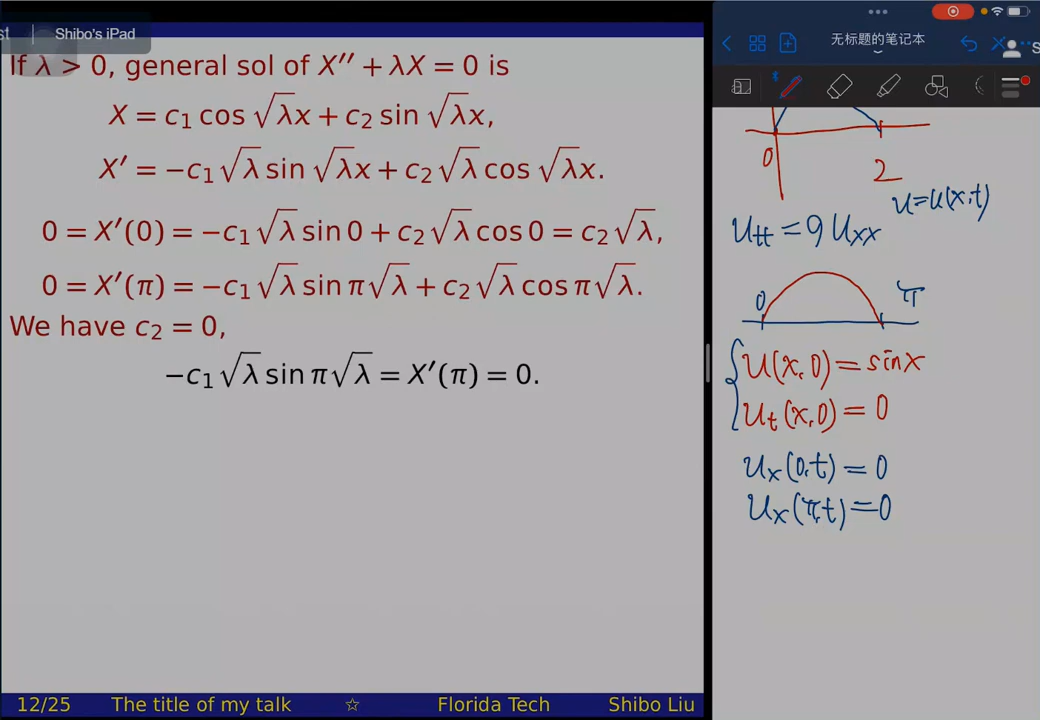 st
Shibo's iPad
If λ > 0, general sol of X″ + λX = 0 is
X = c₁ cos √λx + c₂ sin √λx,
X′ = −c₁√λ sin √λx + c₂√λ cos √λx.
0 = X′(0) = −c₁√λ sin 0 + c₂√λ cos 0 = c₂√λ,
0 = X′(π) = −c₁√λ sin π√λ + c₂√λ cos π√λ.
We have c₂ = 0,
−c₁√λ sin π√λ = X′(π) = 0.
12/25 The title of my talk ☆ Florida Tech Shibo Liu
无标题的笔记本
S
0
2
u=u(x,t)
Utt = 9Uxx
0
π
U(x,0) = sinx
Ut(x,0) = 0
Ux(0,t) = 0
Ux(π,t) = 0